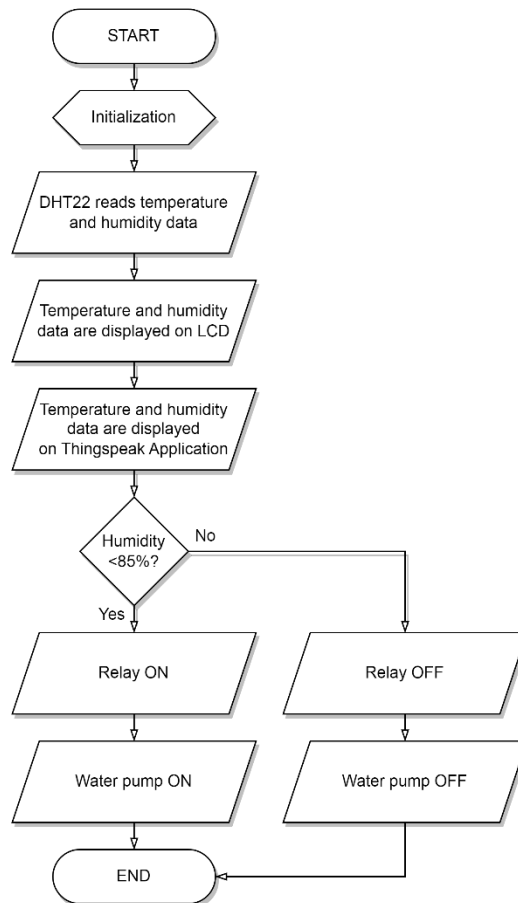 START
Initialization
DHT22 reads temperature
and humidity data
Temperature and humidity
data are displayed on LCD
Temperature and humidity
data are displayed
on Thingspeak Application
Humidity
<85%?
No
Yes
Relay ON
Relay OFF
Water pump ON
Water pump OFF
END